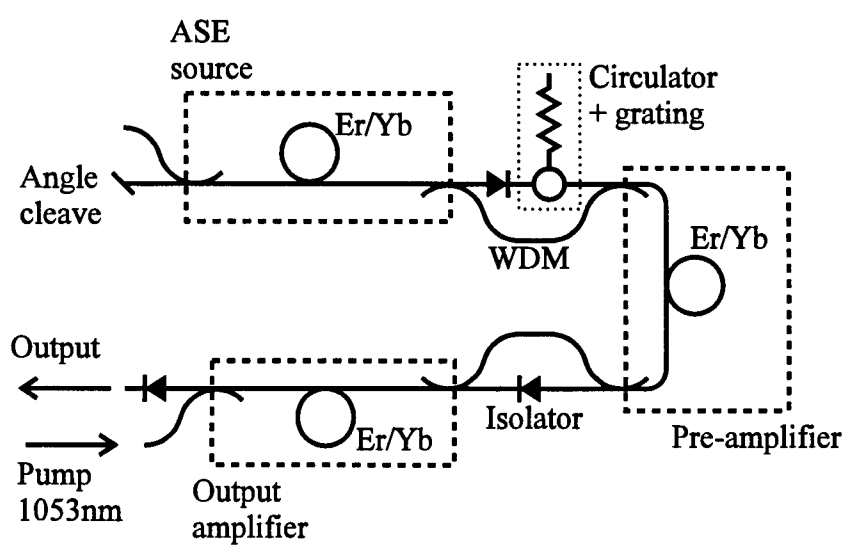 ASE
source
Er/Yb
Circulator
+ grating
Angle
cleave
WDM
Er/Yb
Output
Isolator
Er/Yb
Pre-amplifier
Pump
1053nm
Output
amplifier